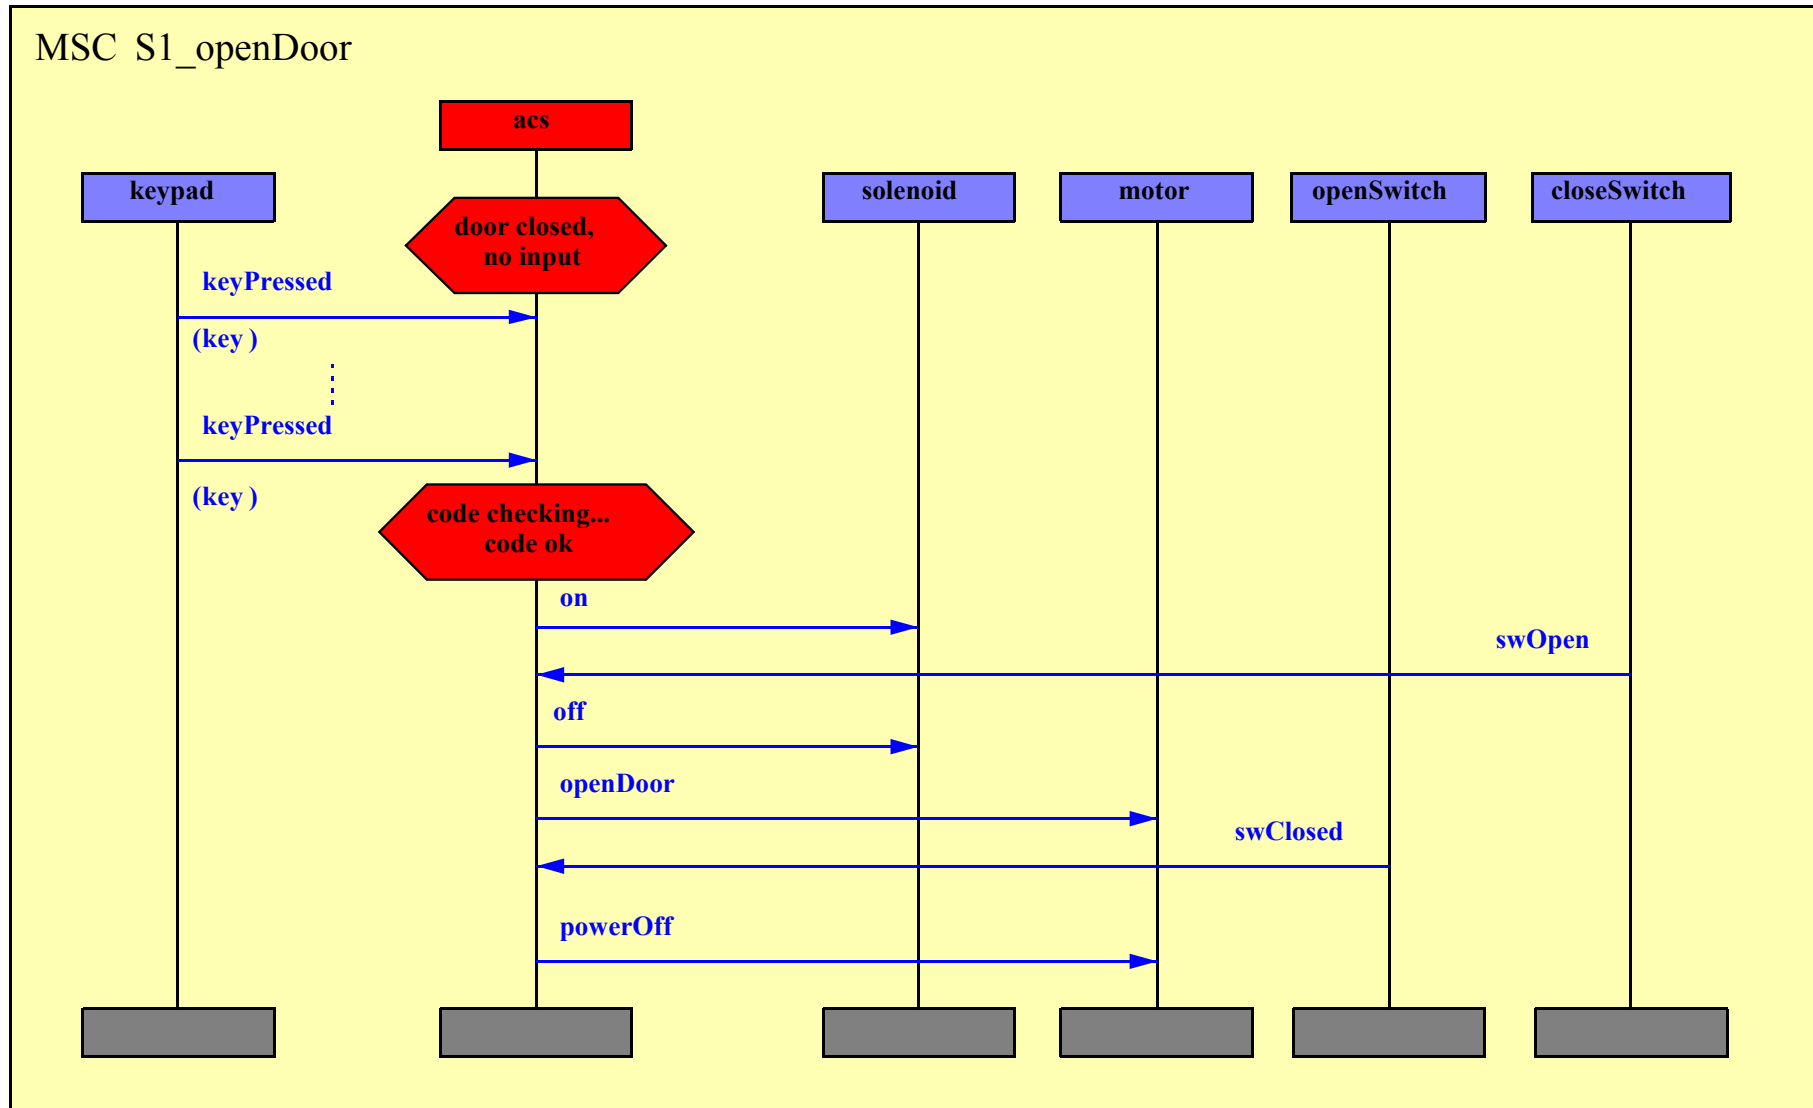 MSC S1_openDoor
acs
keypad
solenoid
motor
openSwitch
closeSwitch
door closed,
no input
keyPressed
(key )
keyPressed
(key )
code checking...
code ok
on
swOpen
off
openDoor
swClosed
powerOff